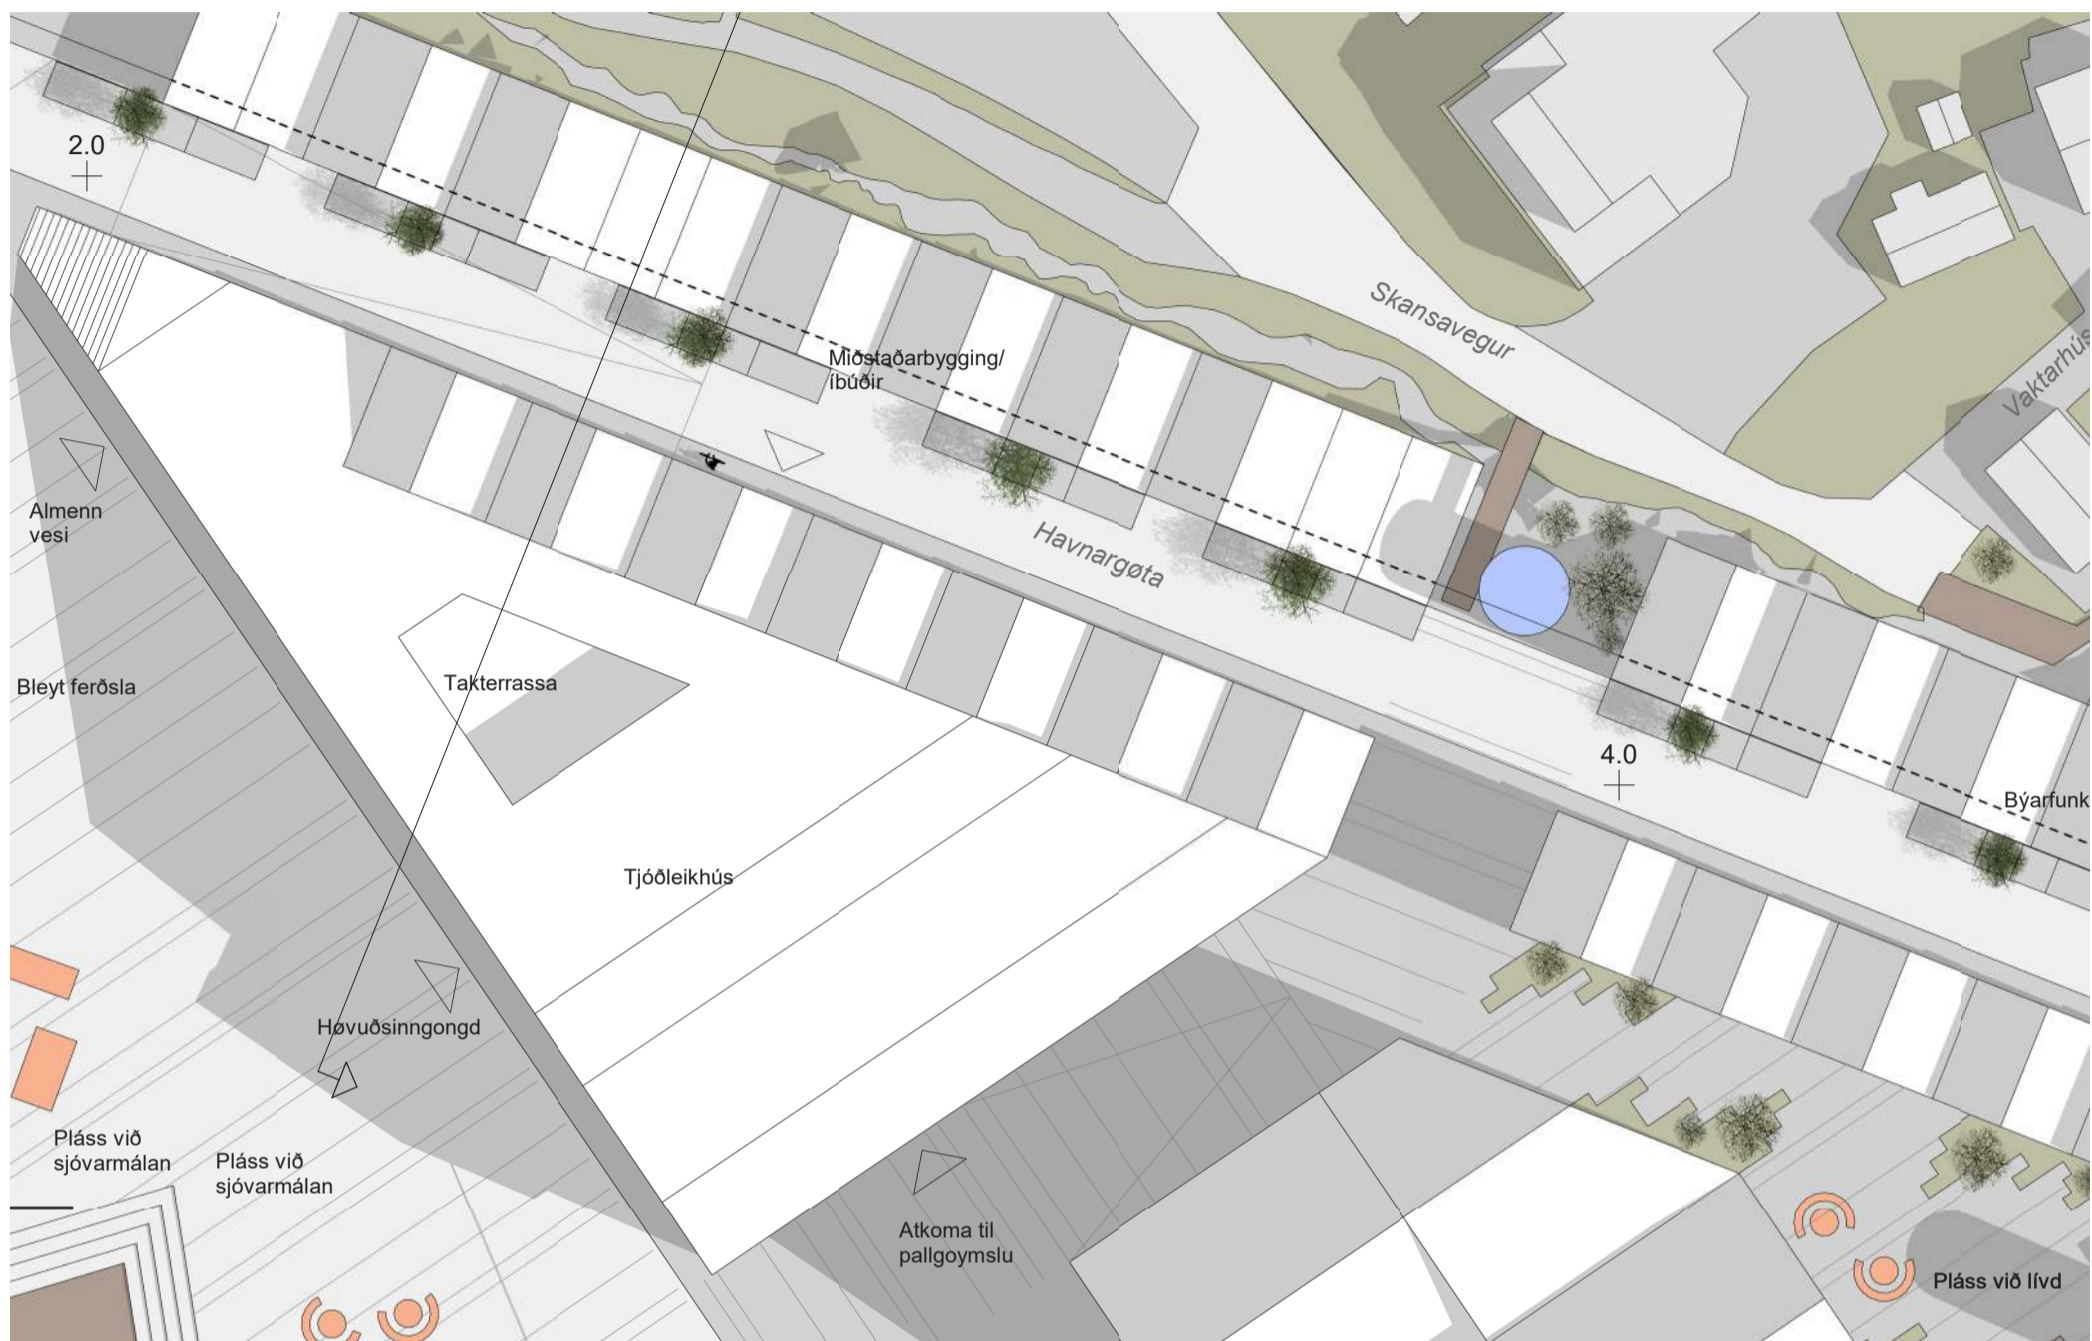 2.0
Skansavegur
Vaktarhús
Miðstaðarbygging/
íbúðir
Almenn
vesi
Havnargøta
Bleyt ferðsla
Takterrassa
4.0
Býarfunk
Tjóðleikhús
Høvuðsinngongd
Pláss við
sjóvarmálan
Pláss við
sjóvarmálan
Atkoma til
pallgoymslu
Pláss við lívd